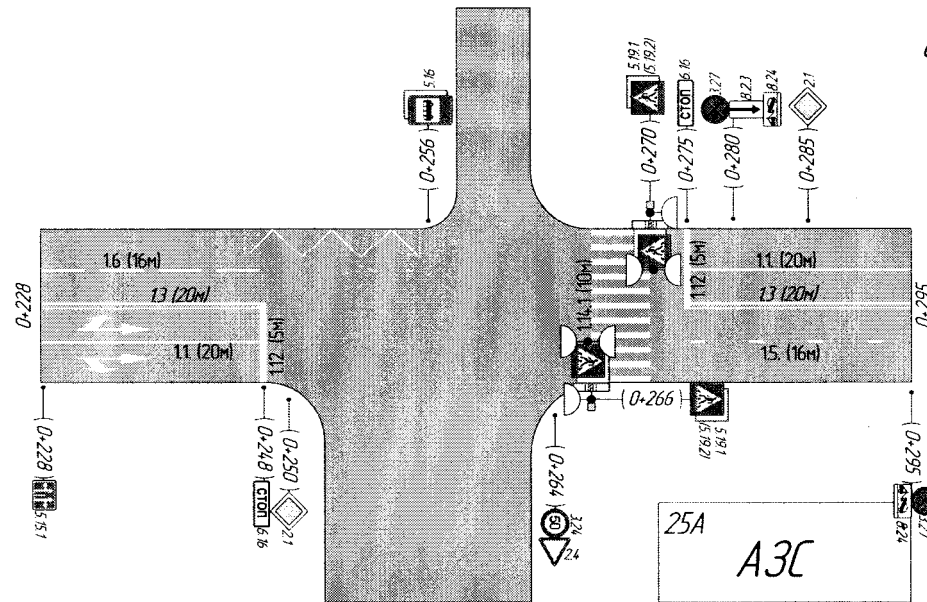 5.16
0+256
5.19.1
(5.19.2)
0+270
СТОП
6.16
0+275
3.27
8.23
8.24
0+280
2.1
0+285
0+228
1.6 (16м)
1.3 (20м)
1.1. (20м)
1.12. (5м)
1.14.1 (10м)
1.12. (5м)
1.1. (20м)
1.3 (20м)
1.5. (16м)
0+295
0+228
5.15.1
0+248
СТОП
6.16
0+250
2.1
0+264
50
3.24
2.4
0+266
5.19.1
(5.19.2)
0+295
8.24
3.27
25А
АЗС